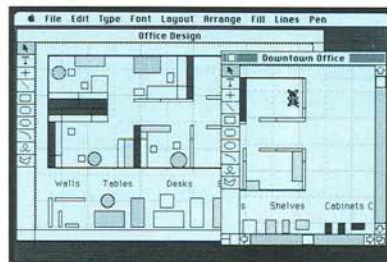 File Edit Type Font Layout Arrange Fill Lines Pen
Office Design
Downtown Office
Walls Tables Desks
Shelves Cabinets C